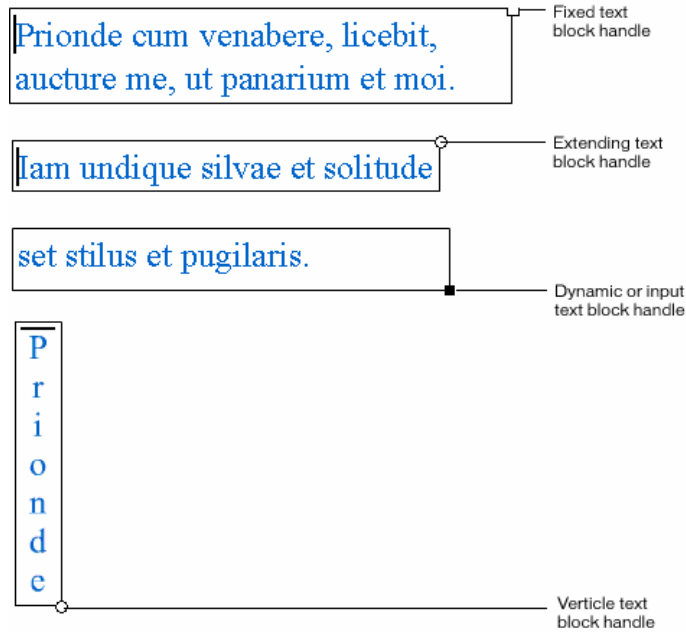 Prionde cum venabere, licebit,
aucture me, ut panarium et moi.
Fixed text
block handle
Iam undique silvae et solitude
Extending text
block handle
set stilus et pugilaris.
Dynamic or input
text block handle
P
r
i
o
n
d
e
Verticle text
block handle